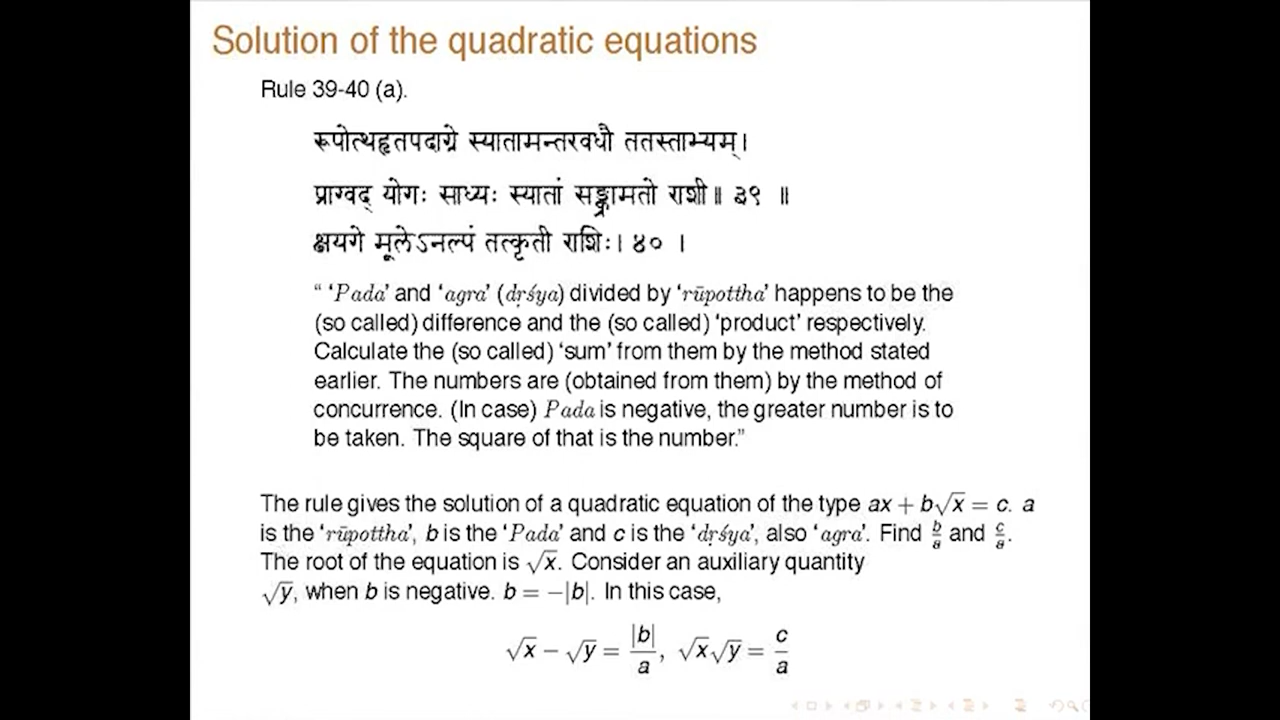 Solution of the quadratic equations
Rule 39-40 (a).
रूपोत्थहृतपदाग्रे स्यातामन्तरवधौ ततस्ताभ्यम्।
प्राग्वद् योगः साध्यः स्यातां सङ्क्रामतो राशी॥ ३९ ॥
क्षयगे मूलेऽनल्पं तत्कृती राशिः। ४० ।
“ ‘Pada’ and ‘agra’ (dṛśya) divided by ‘rūpottha’ happens to be the
(so called) difference and the (so called) ‘product’ respectively.
Calculate the (so called) ‘sum’ from them by the method stated
earlier. The numbers are (obtained from them) by the method of
concurrence. (In case) Pada is negative, the greater number is to
be taken. The square of that is the number.”
The rule gives the solution of a quadratic equation of the type ax + b√x = c. a
is the ‘rūpottha’, b is the ‘Pada’ and c is the ‘dṛśya’, also ‘agra’. Find b/a and c/a.
The root of the equation is √x. Consider an auxiliary quantity
√y, when b is negative. b = −|b|. In this case,
√x − √y = |b|/a, √x√y = c/a